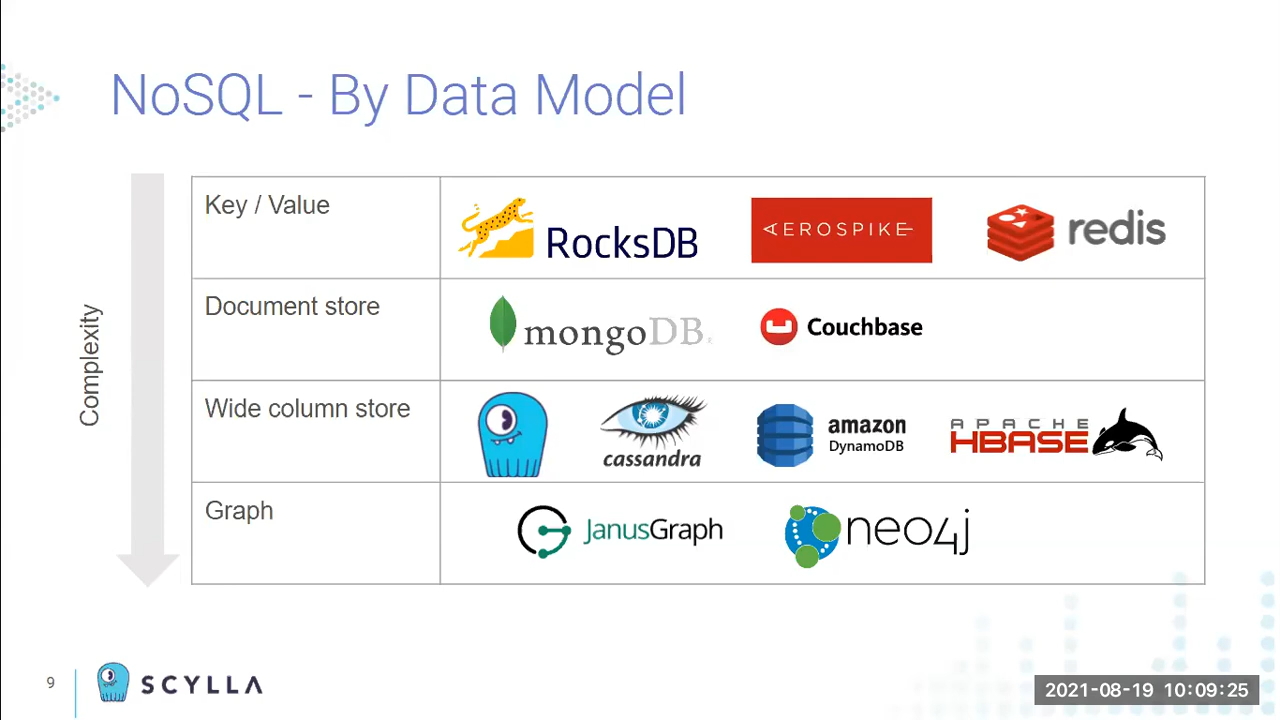 NoSQL - By Data Model
Complexity
Key / Value
RocksDB
AEROSPIKE
redis
Document store
mongoDB
Couchbase
Wide column store
cassandra
amazon
DynamoDB
APACHE
HBASE
Graph
JanusGraph
neo4j
9
SCYLLA
2021-08-19 10:09:25